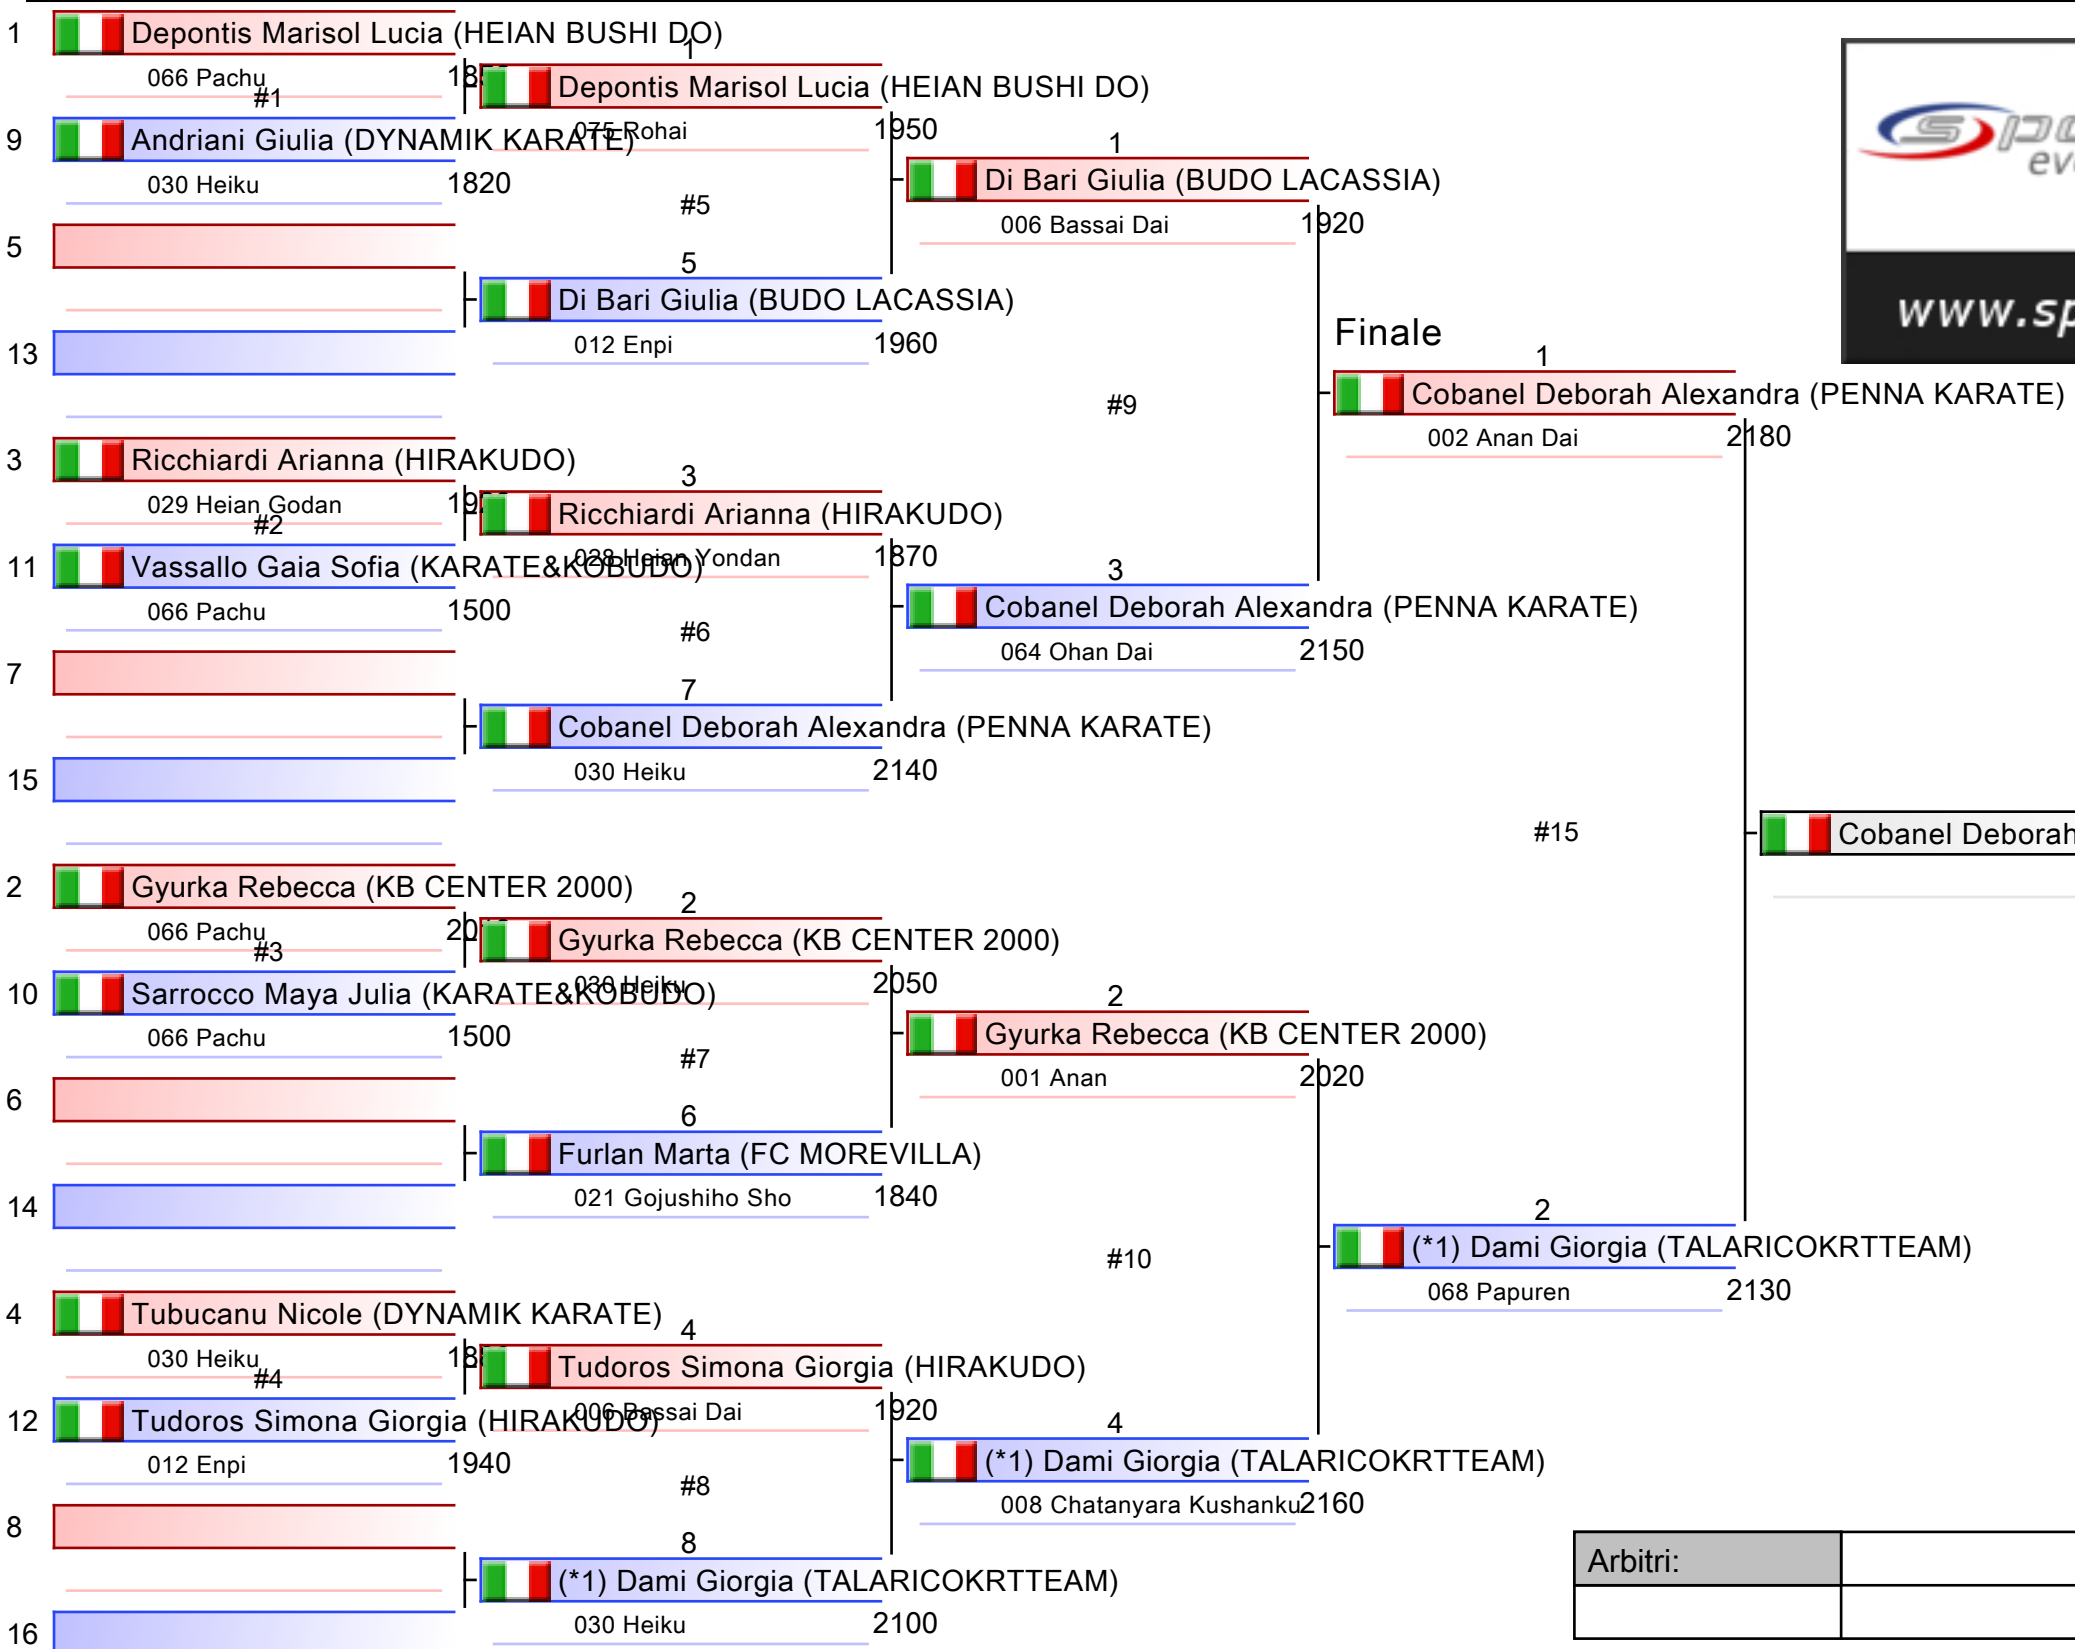 1 Depontis Marisol Lucia (HEIAN BUSHI DO)
066 Pachu
#1
9 Andriani Giulia (DYNAMIK KARATE)
030 Heiku 1820
5
13
3 Ricchiardi Arianna (HIRAKUDO)
029 Heian Godan
#2
11 Vassallo Gaia Sofia (KARATE&KOBUDO)
066 Pachu 1500
7
15
2 Gyurka Rebecca (KB CENTER 2000)
066 Pachu
#3
10 Sarrocco Maya Julia (KARATE&KOBUDO)
066 Pachu 1500
6
14
4 Tubucanu Nicole (DYNAMIK KARATE)
030 Heiku
#4
12 Tudoros Simona Giorgia (HIRAKUDO)
012 Enpi 1940
8
16
1
Depontis Marisol Lucia (HEIAN BUSHI DO)
075 Rohai 1950
#5
5
Di Bari Giulia (BUDO LACASSIA)
012 Enpi 1960
3
Ricchiardi Arianna (HIRAKUDO)
028 Heian Yondan 1870
#6
7
Cobanel Deborah Alexandra (PENNA KARATE)
030 Heiku 2140
2
Gyurka Rebecca (KB CENTER 2000)
030 Heiku 2050
#7
6
Furlan Marta (FC MOREVILLA)
021 Gojushiho Sho 1840
4
Tudoros Simona Giorgia (HIRAKUDO)
006 Bassai Dai 1920
#8
8
(*1) Dami Giorgia (TALARICOKRTTEAM)
030 Heiku 2100
1
Di Bari Giulia (BUDO LACASSIA)
006 Bassai Dai 1920
#9
3
Cobanel Deborah Alexandra (PENNA KARATE)
064 Ohan Dai 2150
2
Gyurka Rebecca (KB CENTER 2000)
001 Anan 2020
#10
4
(*1) Dami Giorgia (TALARICOKRTTEAM)
008 Chatanyara Kushanku 2160
Finale
1
Cobanel Deborah Alexandra (PENNA KARATE)
002 Anan Dai 2180
#15
2
(*1) Dami Giorgia (TALARICOKRTTEAM)
068 Papuren 2130
Cobanel Deborah
www.sp
Arbitri: